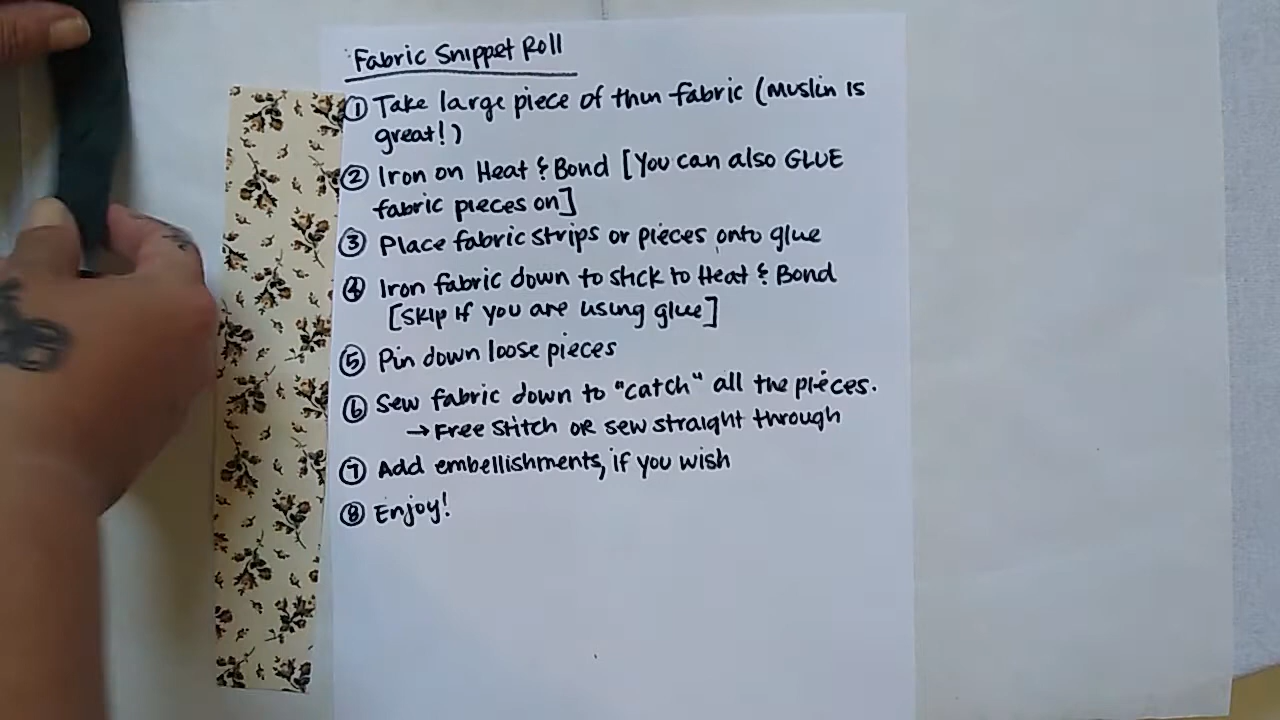 Fabric Snippet Roll
① Take large piece of thin fabric (Muslin is
great!)
② Iron on Heat & Bond [You can also GLUE
fabric pieces on]
③ Place fabric strips or pieces onto glue
④ Iron fabric down to stick to Heat & Bond
[Skip if you are using glue]
⑤ Pin down loose pieces
⑥ Sew fabric down to "catch" all the pieces.
→ Free Stitch OR sew straight through
⑦ Add embellishments, if you wish
⑧ Enjoy!